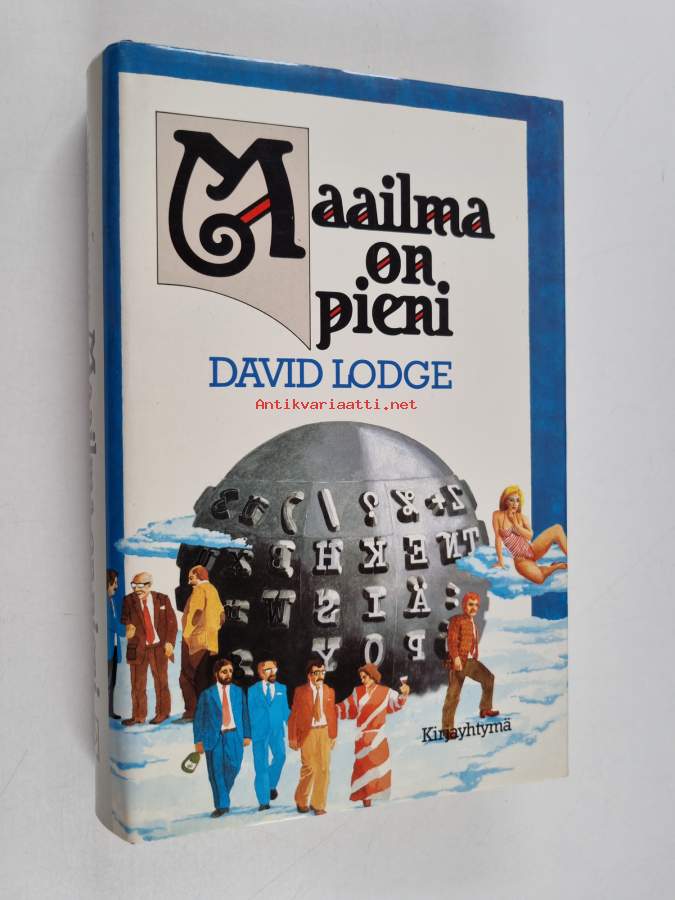 Maailma
on
pieni
DAVID LODGE
Antikvariaatti.net
Kirjayhtymä